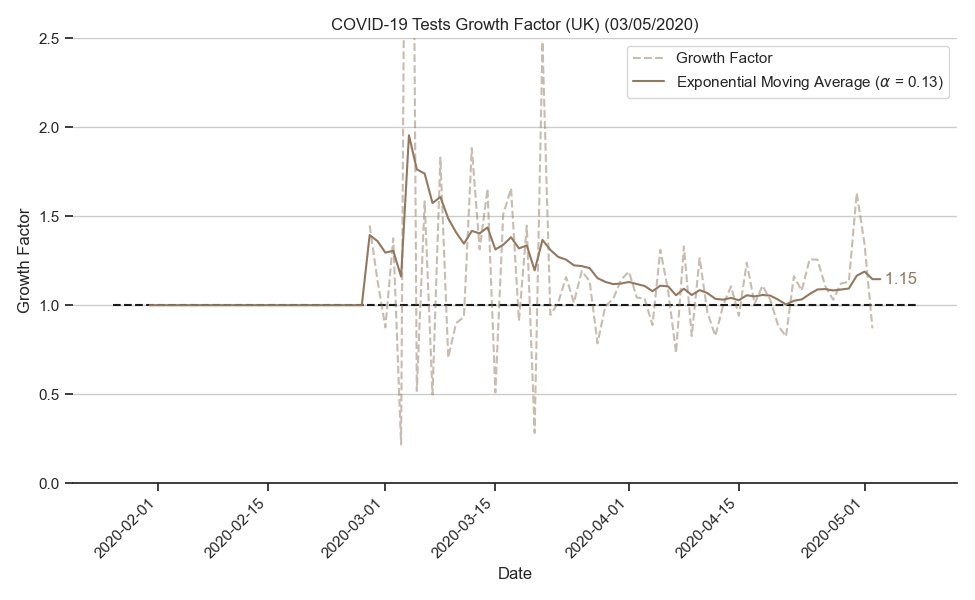 COVID-19 Tests Growth Factor (UK) (03/05/2020)
Growth Factor
Exponential Moving Average (α = 0.13)
2.5
2.0
1.5
1.0
0.5
0.0
Growth Factor
1.15
2020-02-01
2020-02-15
2020-03-01
2020-03-15
2020-04-01
2020-04-15
2020-05-01
Date